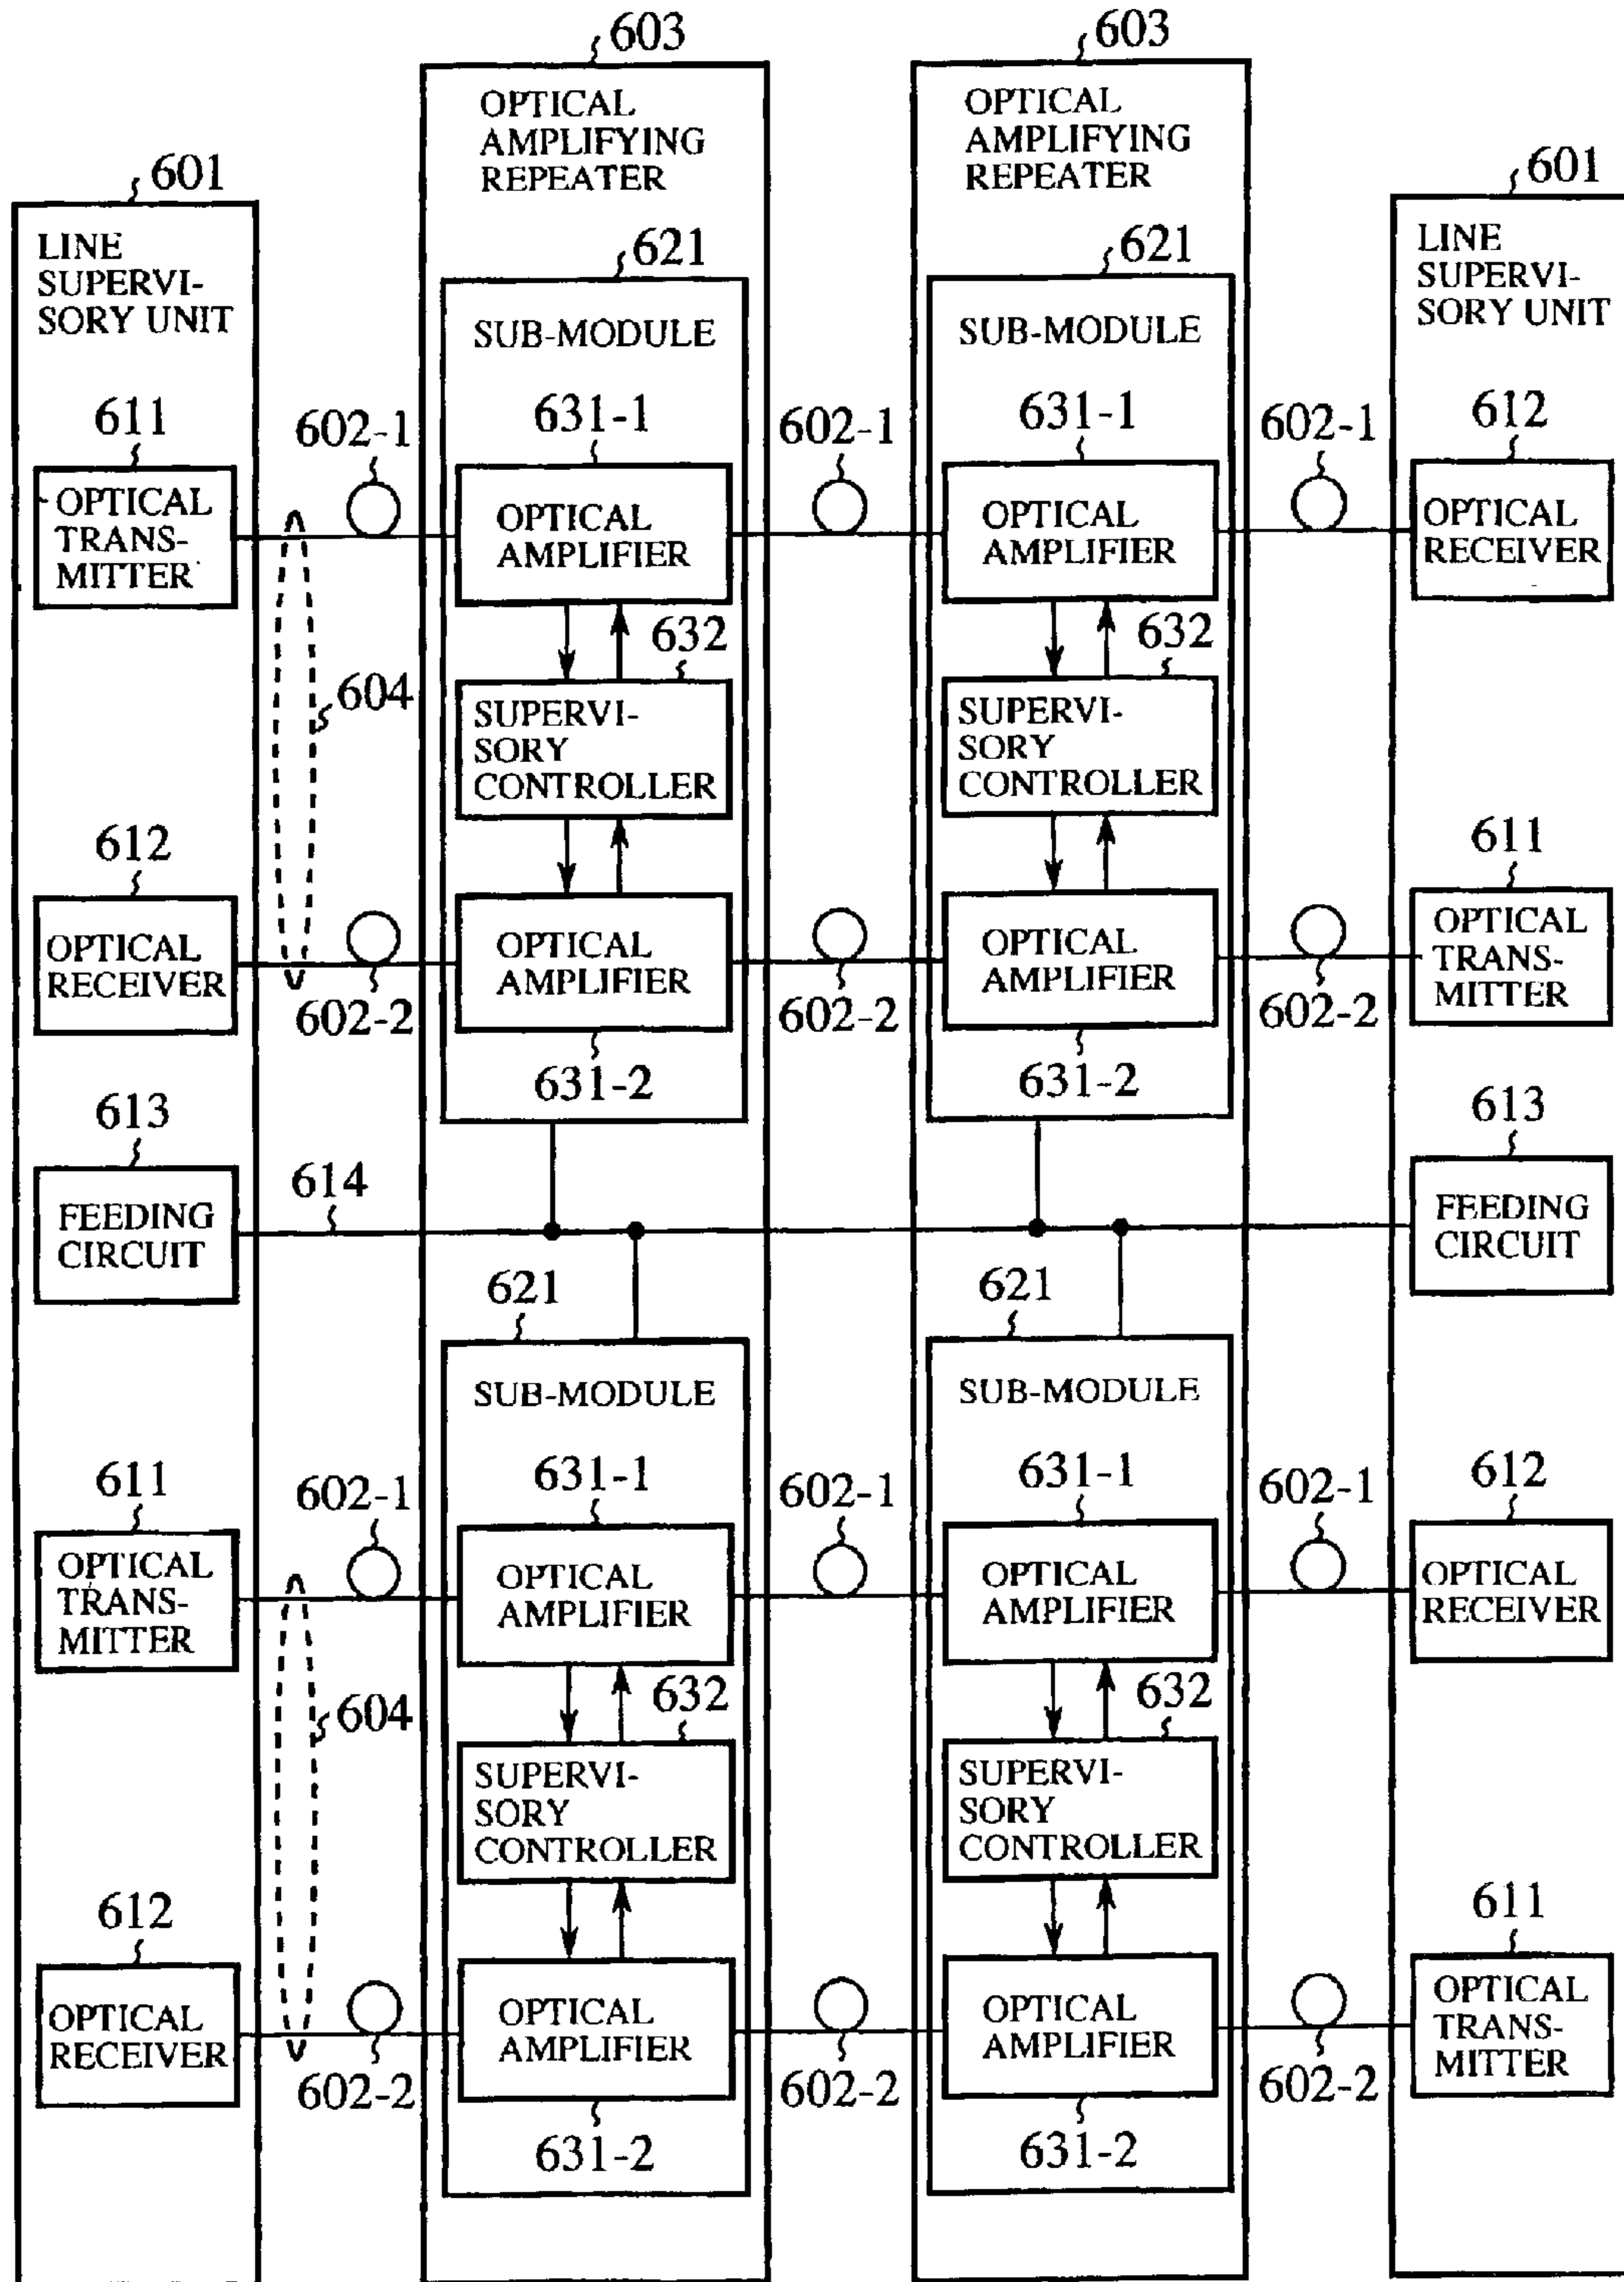 603
603
OPTICAL
AMPLIFYING
REPEATER
OPTICAL
AMPLIFYING
REPEATER
601
601
LINE
SUPERVI-
SORY UNIT
LINE
SUPERVI-
SORY UNIT
621
621
SUB-MODULE
SUB-MODULE
611
602-1
631-1
602-1
631-1
602-1
612
OPTICAL
TRANS-
MITTER
OPTICAL
AMPLIFIER
OPTICAL
AMPLIFIER
OPTICAL
RECEIVER
632
632
604
SUPERVI-
SORY
CONTROLLER
SUPERVI-
SORY
CONTROLLER
612
611
OPTICAL
RECEIVER
OPTICAL
AMPLIFIER
OPTICAL
AMPLIFIER
OPTICAL
TRANS-
MITTER
602-2
602-2
602-2
631-2
631-2
613
613
614
FEEDING
CIRCUIT
FEEDING
CIRCUIT
621
621
SUB-MODULE
SUB-MODULE
611
602-1
631-1
602-1
631-1
602-1
612
OPTICAL
TRANS-
MITTER
OPTICAL
AMPLIFIER
OPTICAL
AMPLIFIER
OPTICAL
RECEIVER
632
632
604
SUPERVI-
SORY
CONTROLLER
SUPERVI-
SORY
CONTROLLER
612
611
OPTICAL
RECEIVER
OPTICAL
AMPLIFIER
OPTICAL
AMPLIFIER
OPTICAL
TRANS-
MITTER
602-2
602-2
602-2
631-2
631-2